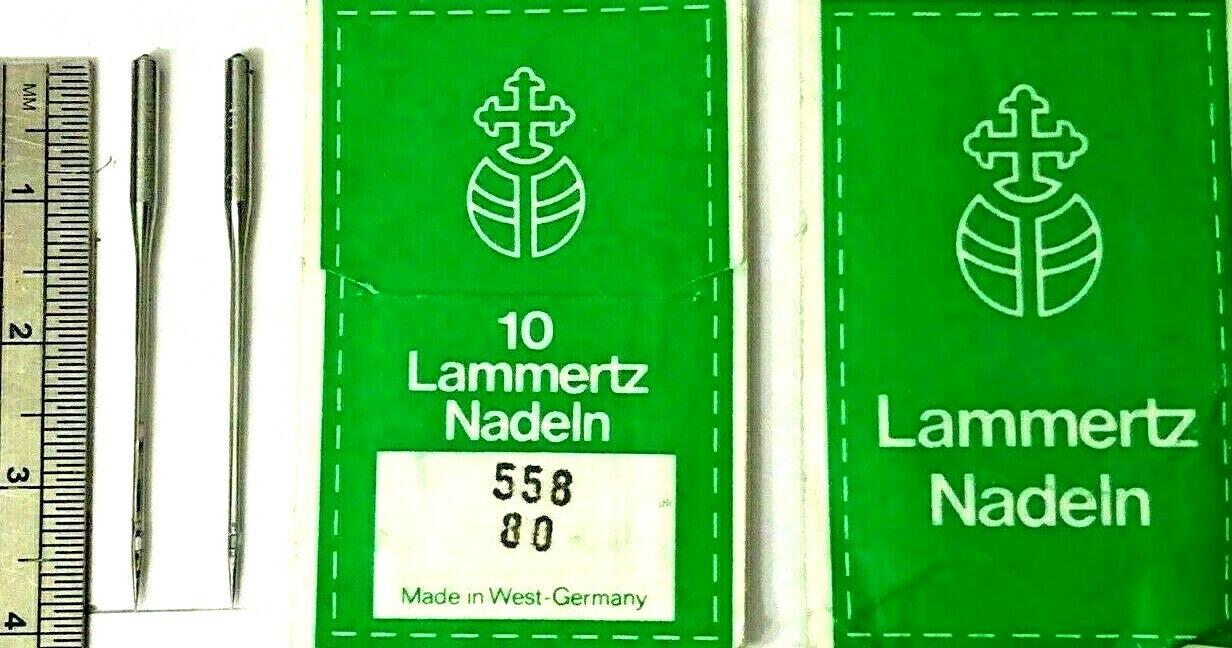 MM
1
2
3
4
10
Lammertz
Nadeln
558
80
Made in West-Germany
Lammertz
Nadeln